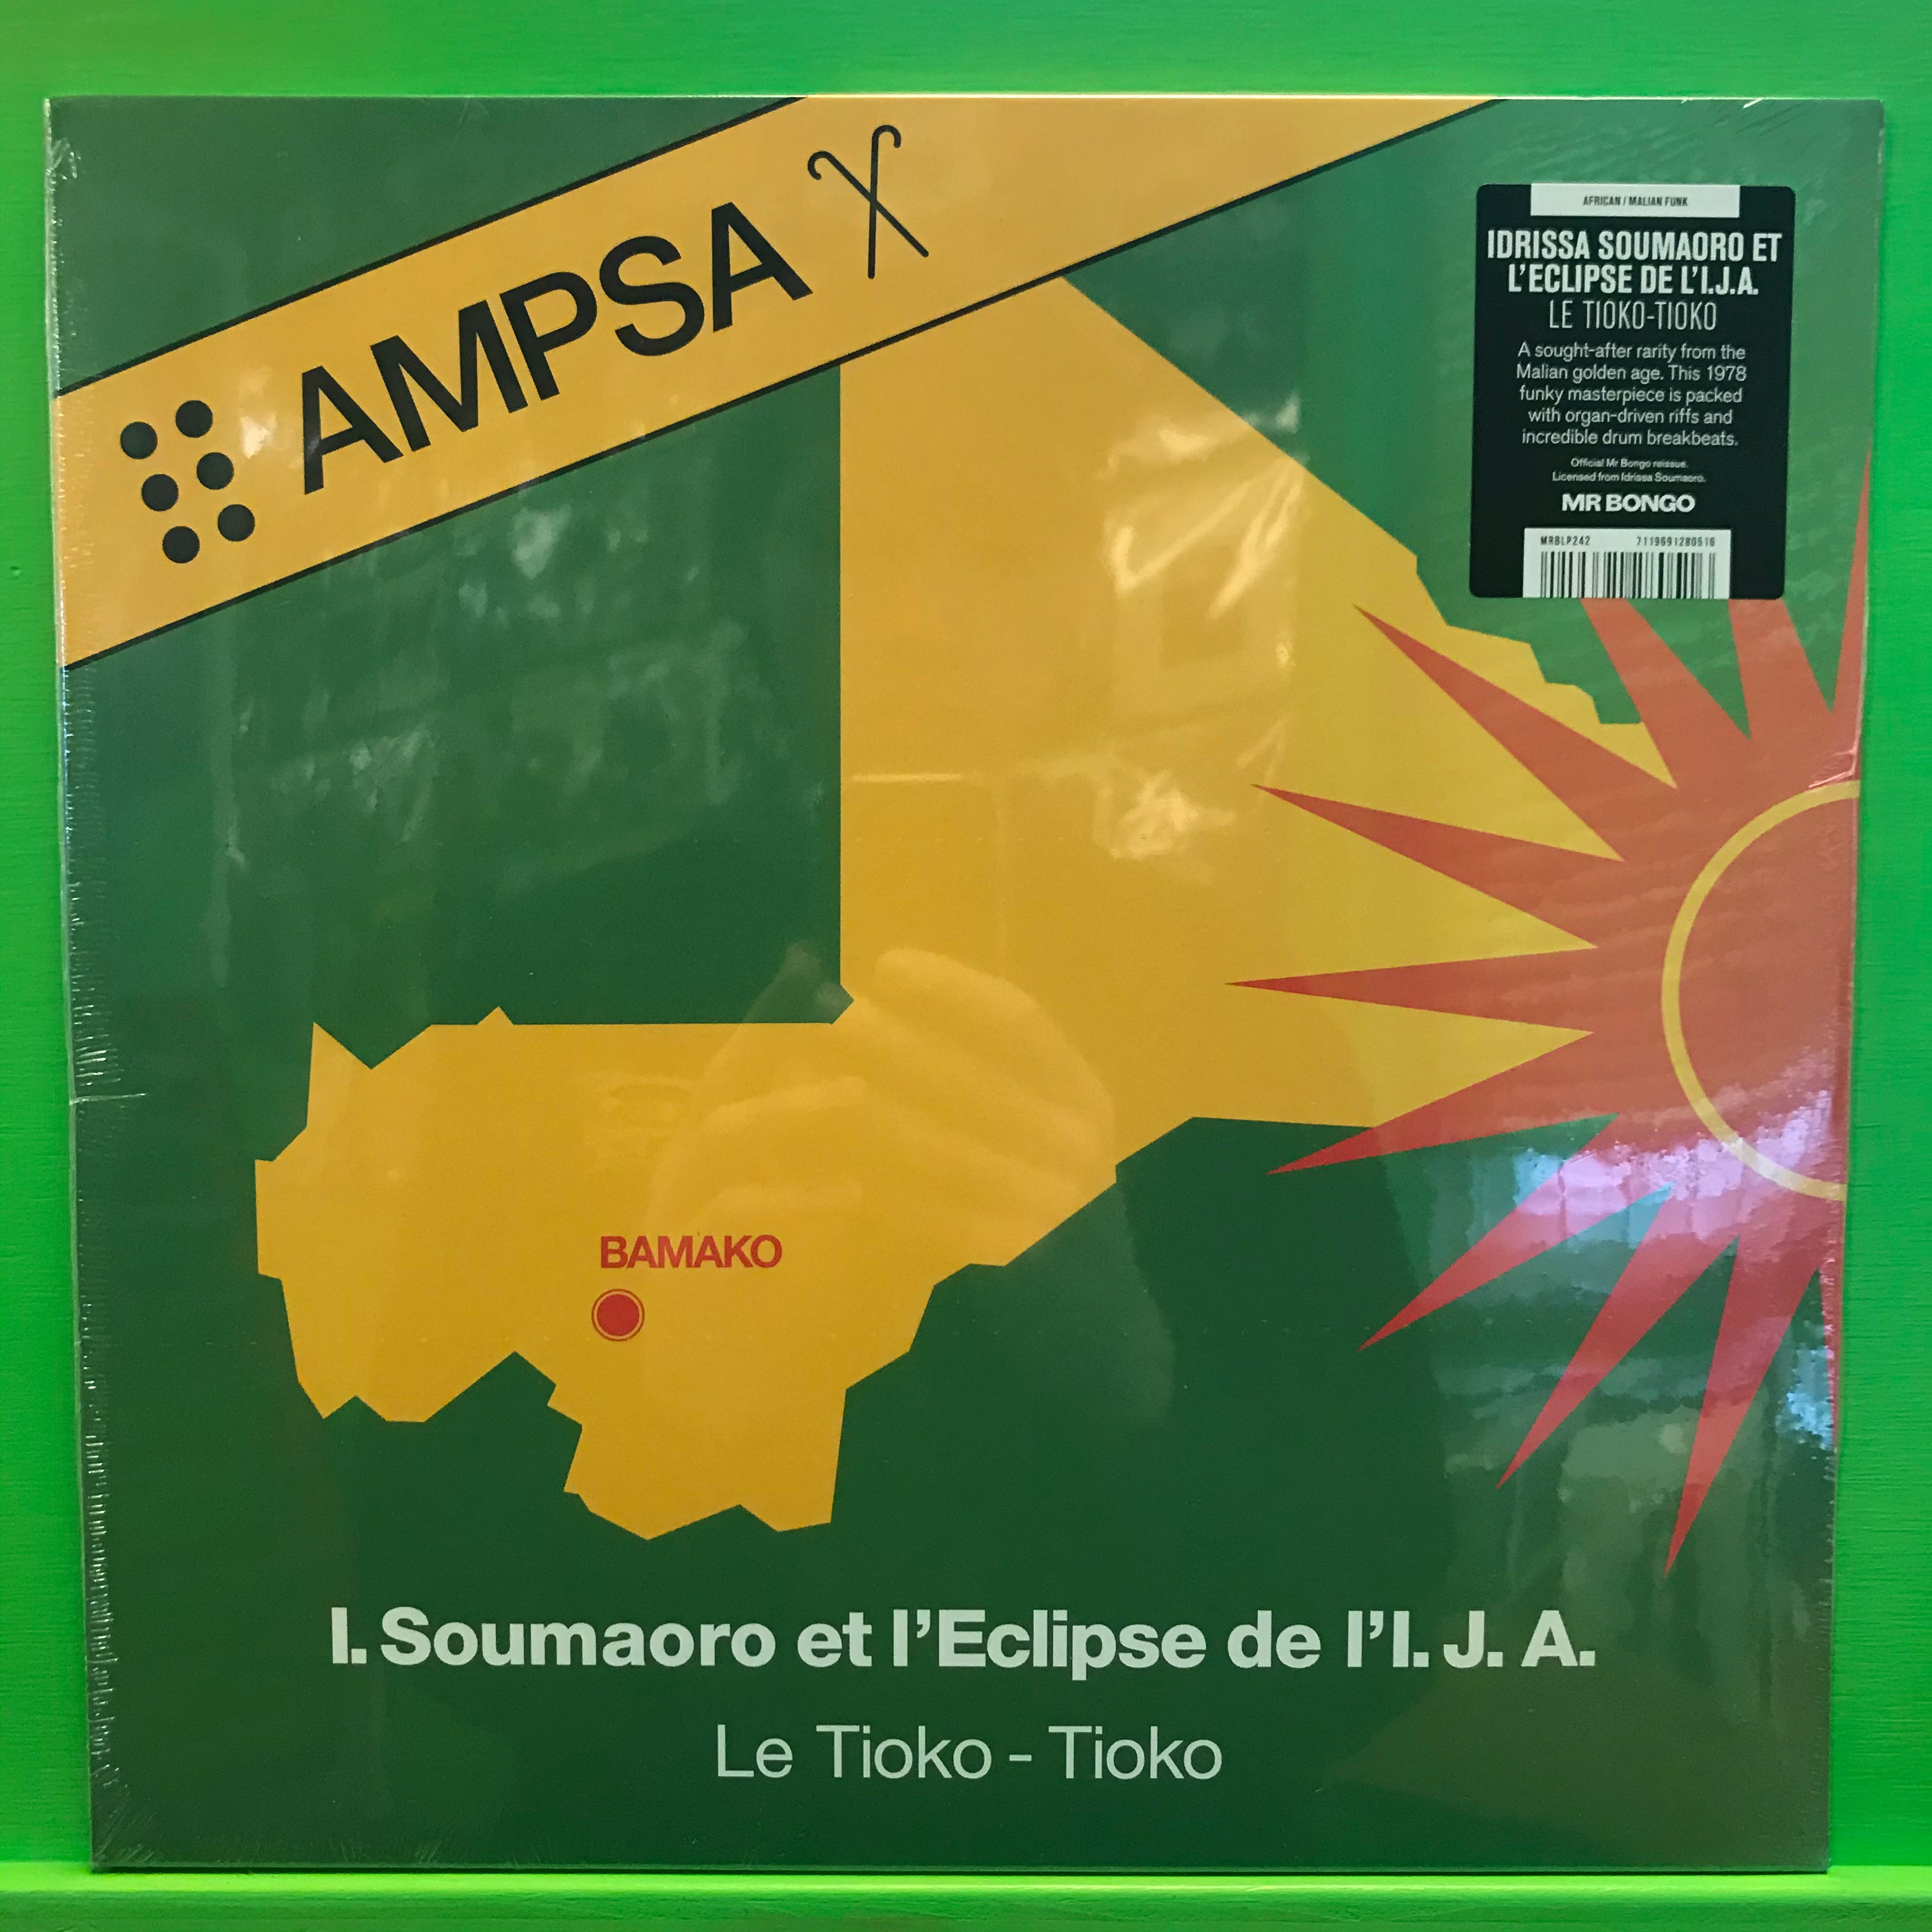 AMPSA
AFRICAN / MALIAN FUNK
IDRISSA SOUMAORO ET
L'ECLIPSE DE L'I.J.A.
LE TIOKO-TIOKO
A sought-after rarity from the
Malian golden age. This 1978
funky masterpiece is packed
with organ-driven riffs and
incredible drum breakbeats.
Official Mr Bongo reissue.
Licensed from Idrissa Soumaoro.
MR BONGO
MRBLP242 7119691280516
BAMAKO
I. Soumaoro et l'Eclipse de l'I. J. A.
Le Tioko - Tioko